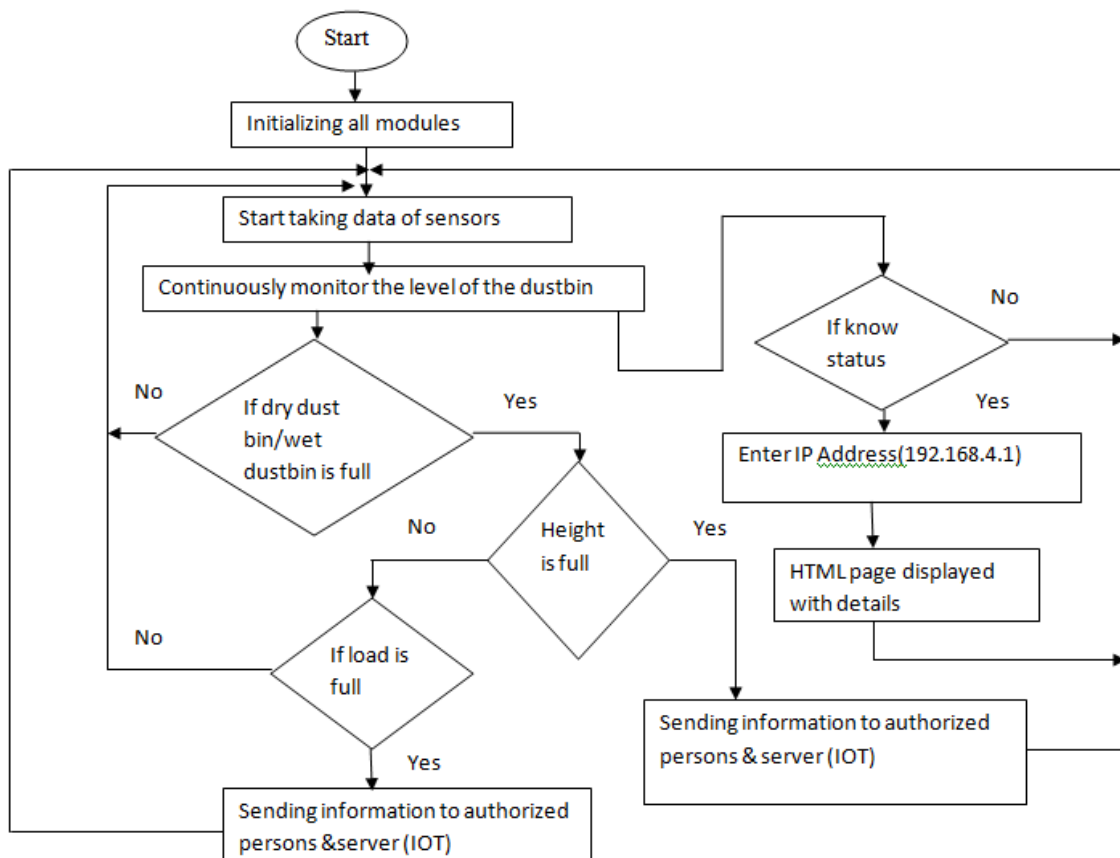 Start
Initializing all modules
Start taking data of sensors
Continuously monitor the level of the dustbin
If know
status
No
Yes
No
If dry dust
bin/wet
dustbin is full
Yes
Enter IP Address(192.168.4.1)
No
Height
is full
Yes
HTML page displayed
with details
No
If load is
full
Yes
Sending information to authorized
persons & server (IOT)
Sending information to authorized
persons &server (IOT)